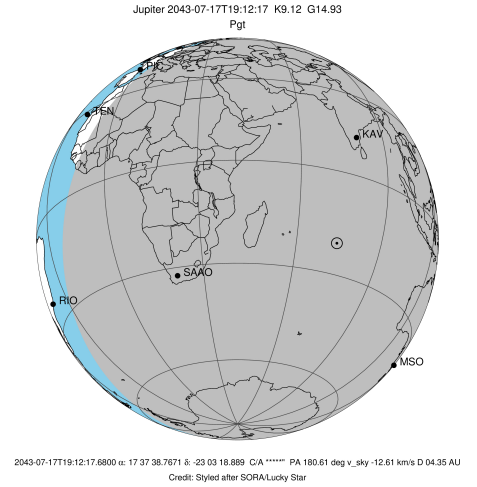 Jupiter 2043-07-17T19:12:17 K9.12 G14.93
Pgt
PIC
TEN
KAV
SAAO
RIO
MSO
2043-07-17T19:12:17.6800 α: 17 37 38.7671 δ: -23 03 18.889 C/A *****" PA 180.61 deg v_sky -12.61 km/s D 04.35 AU
Credit: Styled after SORA/Lucky Star